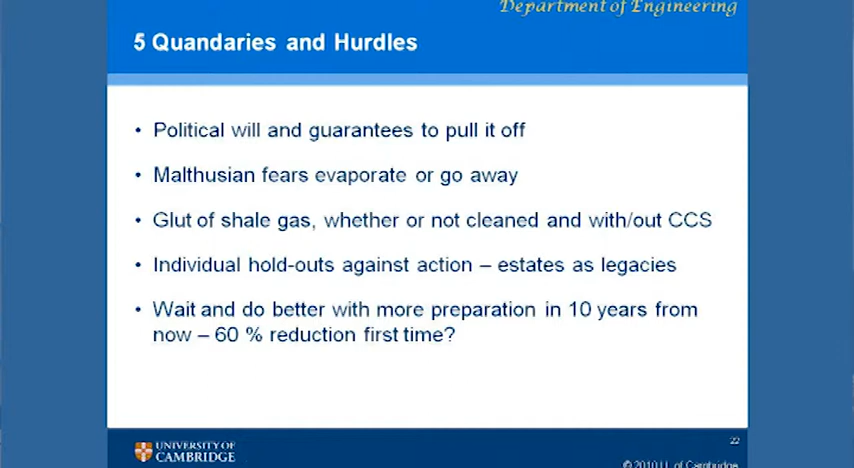 Department of Engineering
5 Quandaries and Hurdles
• Political will and guarantees to pull it off
• Malthusian fears evaporate or go away
• Glut of shale gas, whether or not cleaned and with/out CCS
• Individual hold-outs against action – estates as legacies
• Wait and do better with more preparation in 10 years from
now – 60 % reduction first time?
22
UNIVERSITY OF
CAMBRIDGE
© 2010 U. of Cambridge